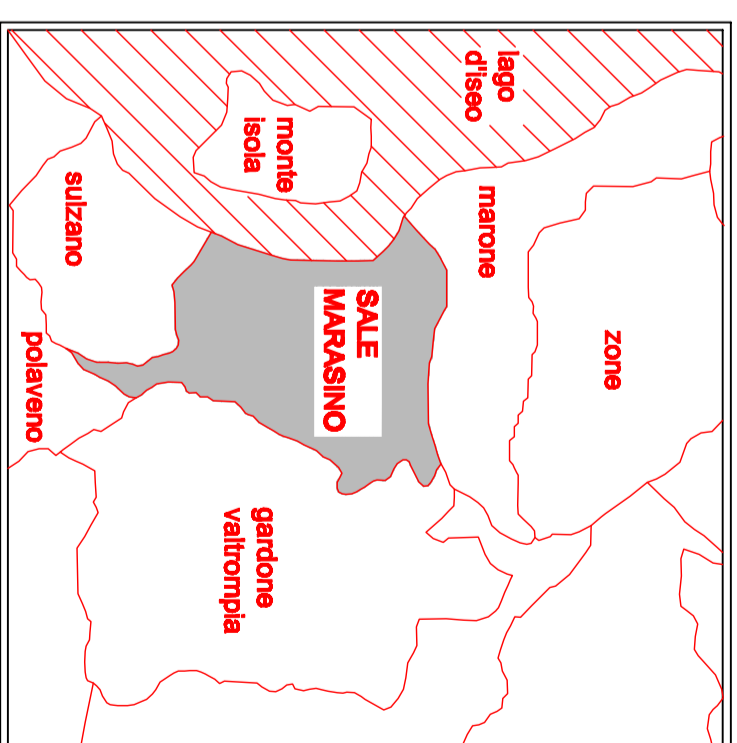 zone
lago
d'iseo
marone
SALE
MARASINO
monte
isola
gardone
valtrompia
sulzano
polaveno